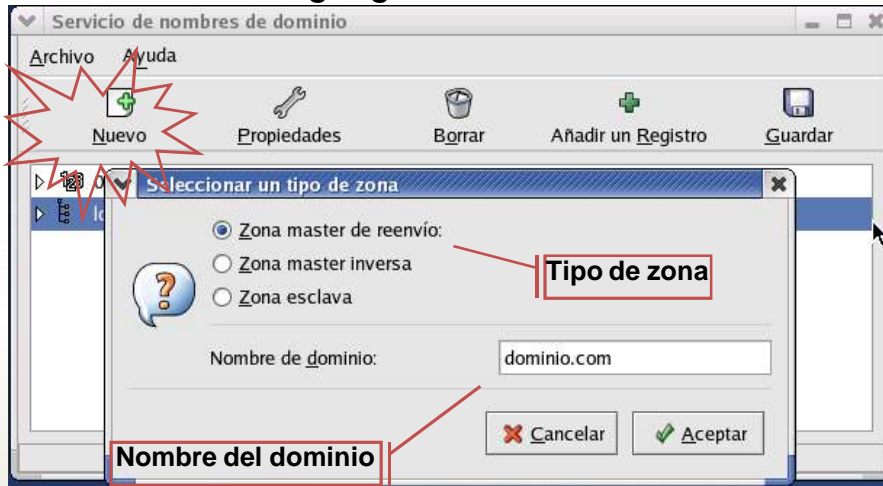 Servicio de nombres de dominio
Archivo Ayuda
Nuevo Propiedades Borrar Añadir un Registro Guardar
Seleccionar un tipo de zona
Zona master de reenvío:
Zona master inversa
Zona esclava
Tipo de zona
Nombre de dominio: dominio.com
Cancelar Aceptar
Nombre del dominio